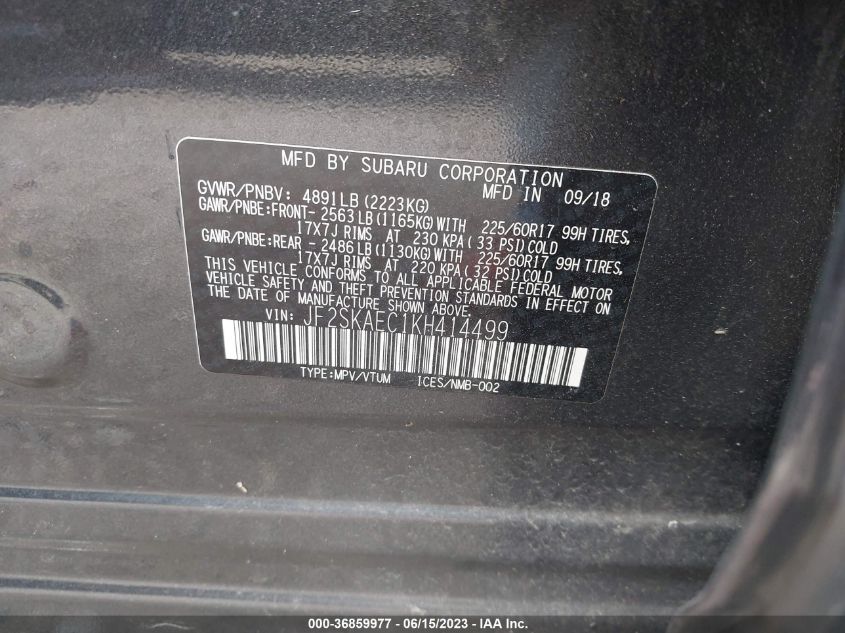 MFD BY SUBARU CORPORATION
GVWR/PNBV: 4891LB (2223KG) MFD IN 09/18
GAWR/PNBE:FRONT- 2563LB(1165KG)WITH 225/60R17 99H TIRES,
17X7J RIMS AT 230 KPA( 33 PSI)COLD
GAWR/PNBE:REAR - 2486LB(1130KG)WITH 225/60R17 99H TIRES,
17X7J RIMS AT 220 KPA( 32 PSI)COLD
THIS VEHICLE CONFORMS TO ALL APPLICABLE FEDERAL MOTOR
VEHICLE SAFETY AND THEFT PREVENTION STANDARDS IN EFFECT ON
THE DATE OF MANUFACTURE SHOWN ABOVE.
VIN: JF2SKAEC1KH414499
TYPE:MPV/VTUM ICES/NMB-002
000-36859977 - 06/15/2023 - IAA Inc.